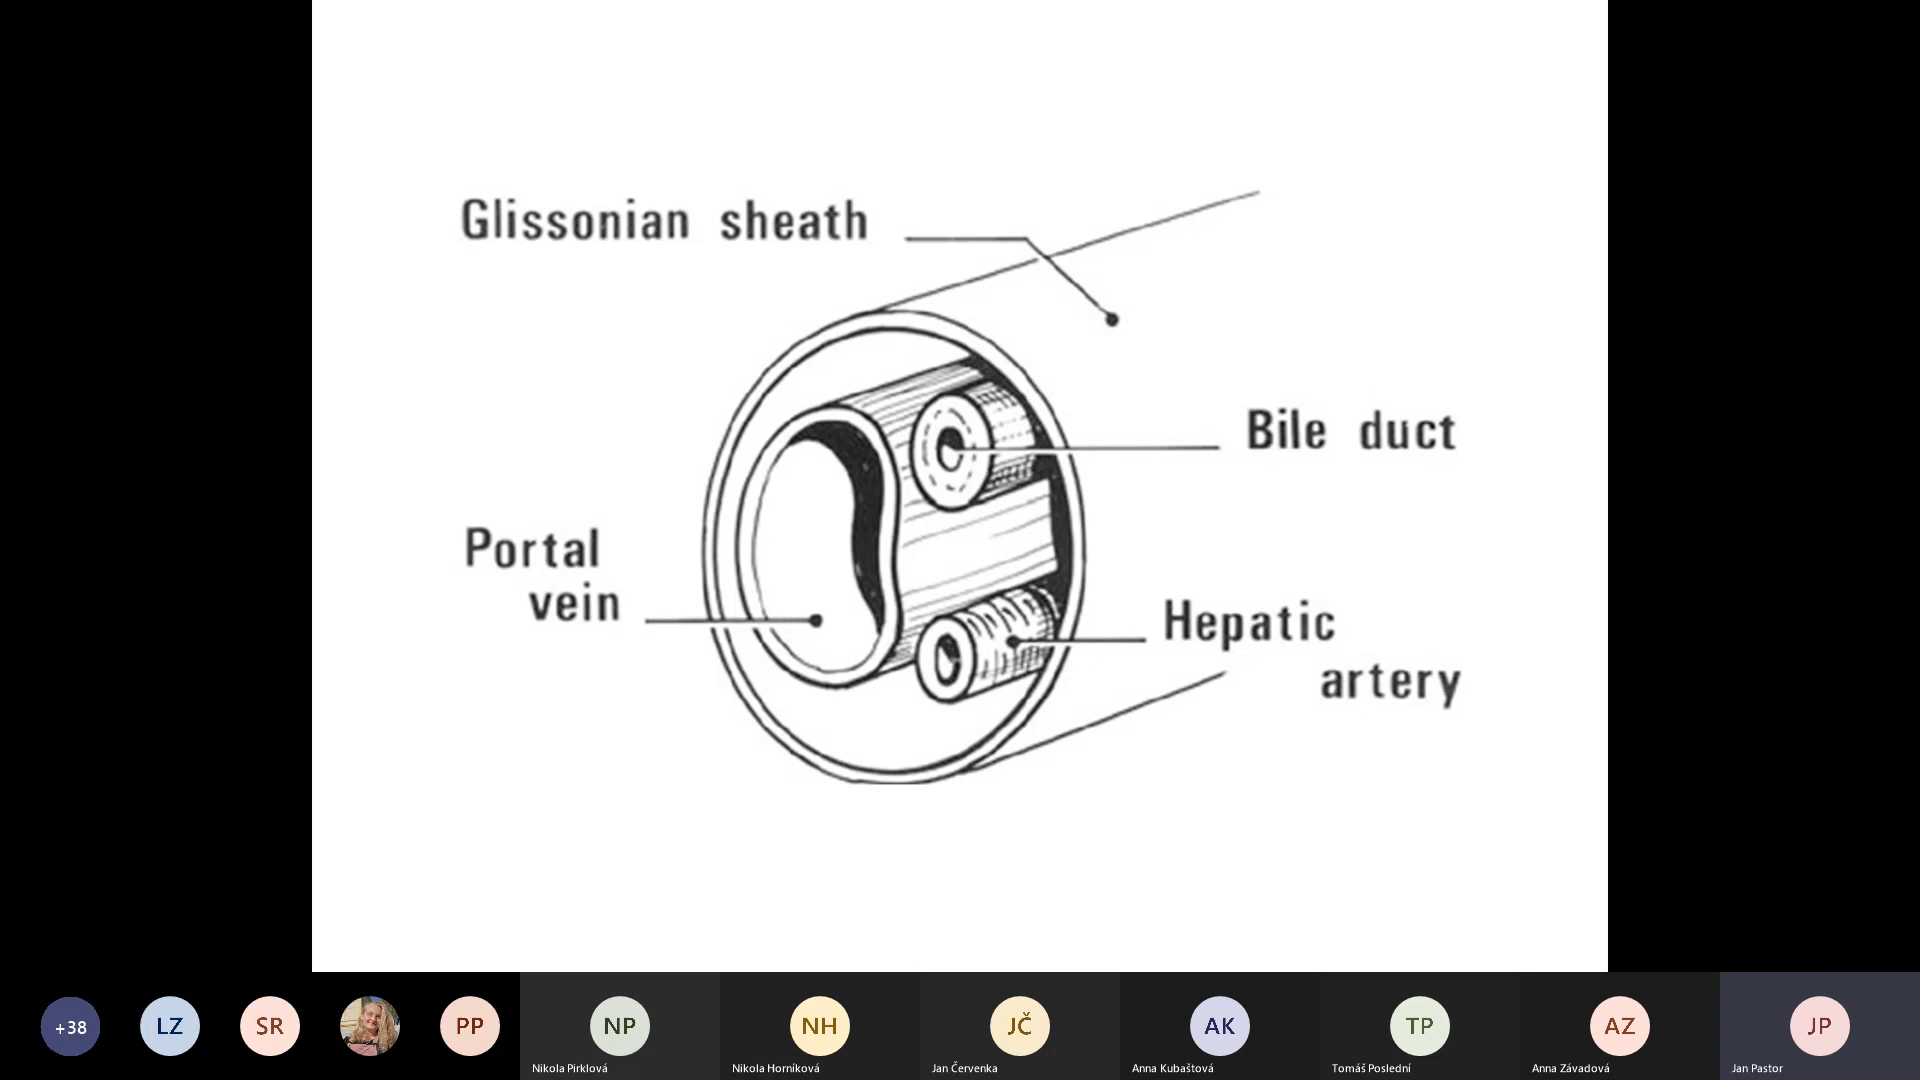 Glissonian sheath
Bile duct
Portal
vein
Hepatic
artery
+38
LZ
SR
PP
NP
NH
JČ
AK
TP
AZ
JP
Nikola Pirklová
Nikola Horníková
Jan Červenka
Anna Kubaštová
Tomáš Poslední
Anna Závadová
Jan Pastor